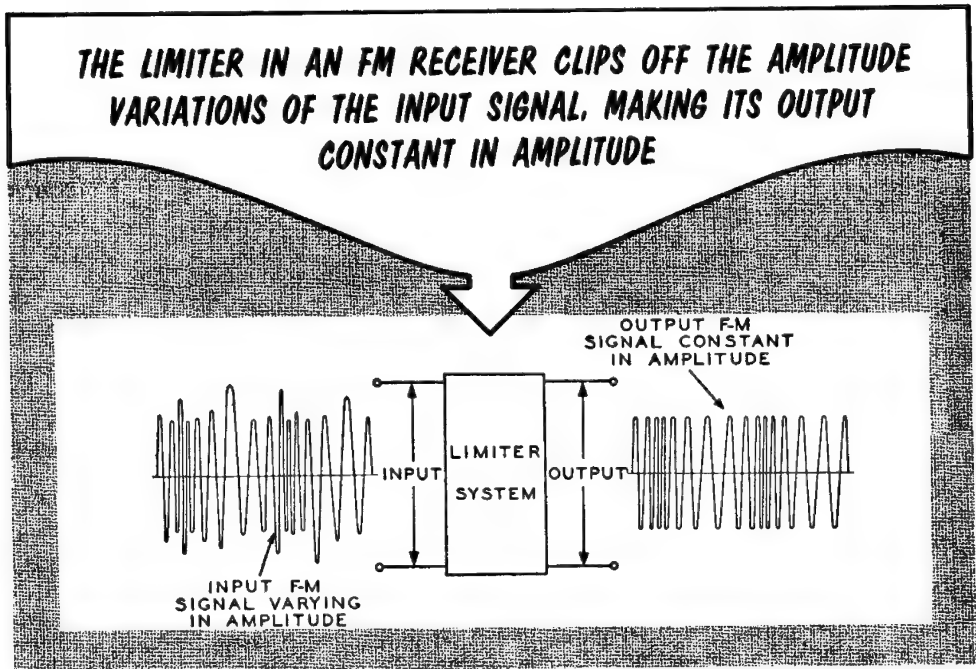 THE LIMITER IN AN FM RECEIVER CLIPS OFF THE AMPLITUDE
VARIATIONS OF THE INPUT SIGNAL, MAKING ITS OUTPUT
CONSTANT IN AMPLITUDE
OUTPUT F-M
SIGNAL CONSTANT
IN AMPLITUDE
INPUT
LIMITER
SYSTEM
OUTPUT
INPUT F-M
SIGNAL VARYING
IN AMPLITUDE